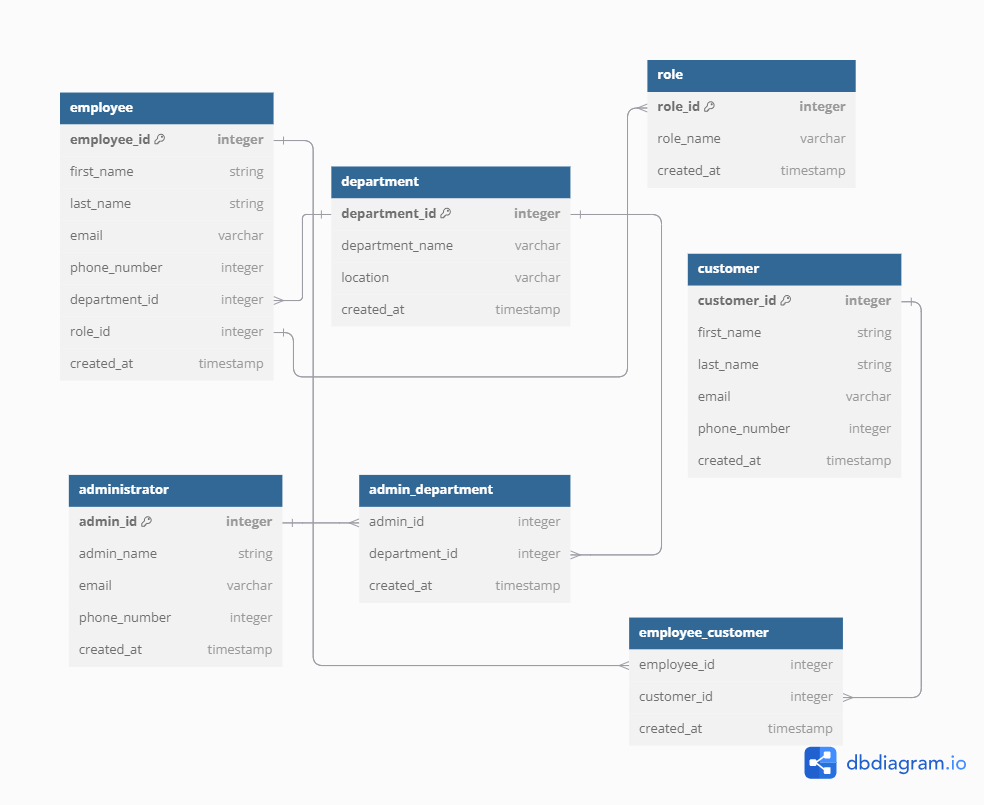 employee
employee_id integer
first_name string
last_name string
email varchar
phone_number integer
department_id integer
role_id integer
created_at timestamp
department
department_id integer
department_name varchar
location varchar
created_at timestamp
role
role_id integer
role_name varchar
created_at timestamp
customer
customer_id integer
first_name string
last_name string
email varchar
phone_number integer
created_at timestamp
administrator
admin_id integer
admin_name string
email varchar
phone_number integer
created_at timestamp
admin_department
admin_id integer
department_id integer
created_at timestamp
employee_customer
employee_id integer
customer_id integer
created_at timestamp
dbdiagram.io